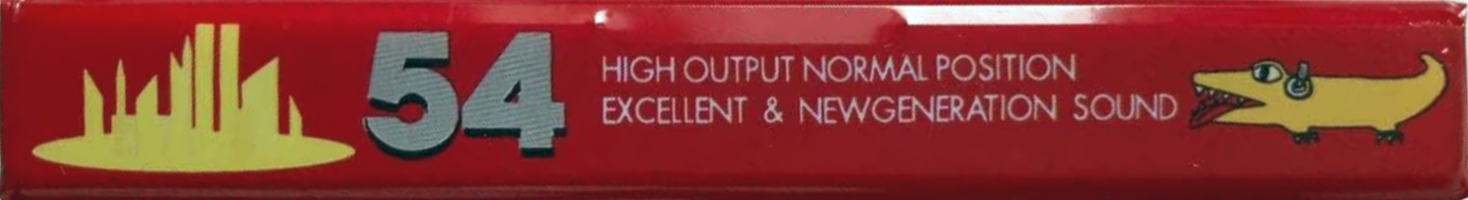 54
HIGH OUTPUT NORMAL POSITION
EXCELLENT & NEWGENERATION SOUND